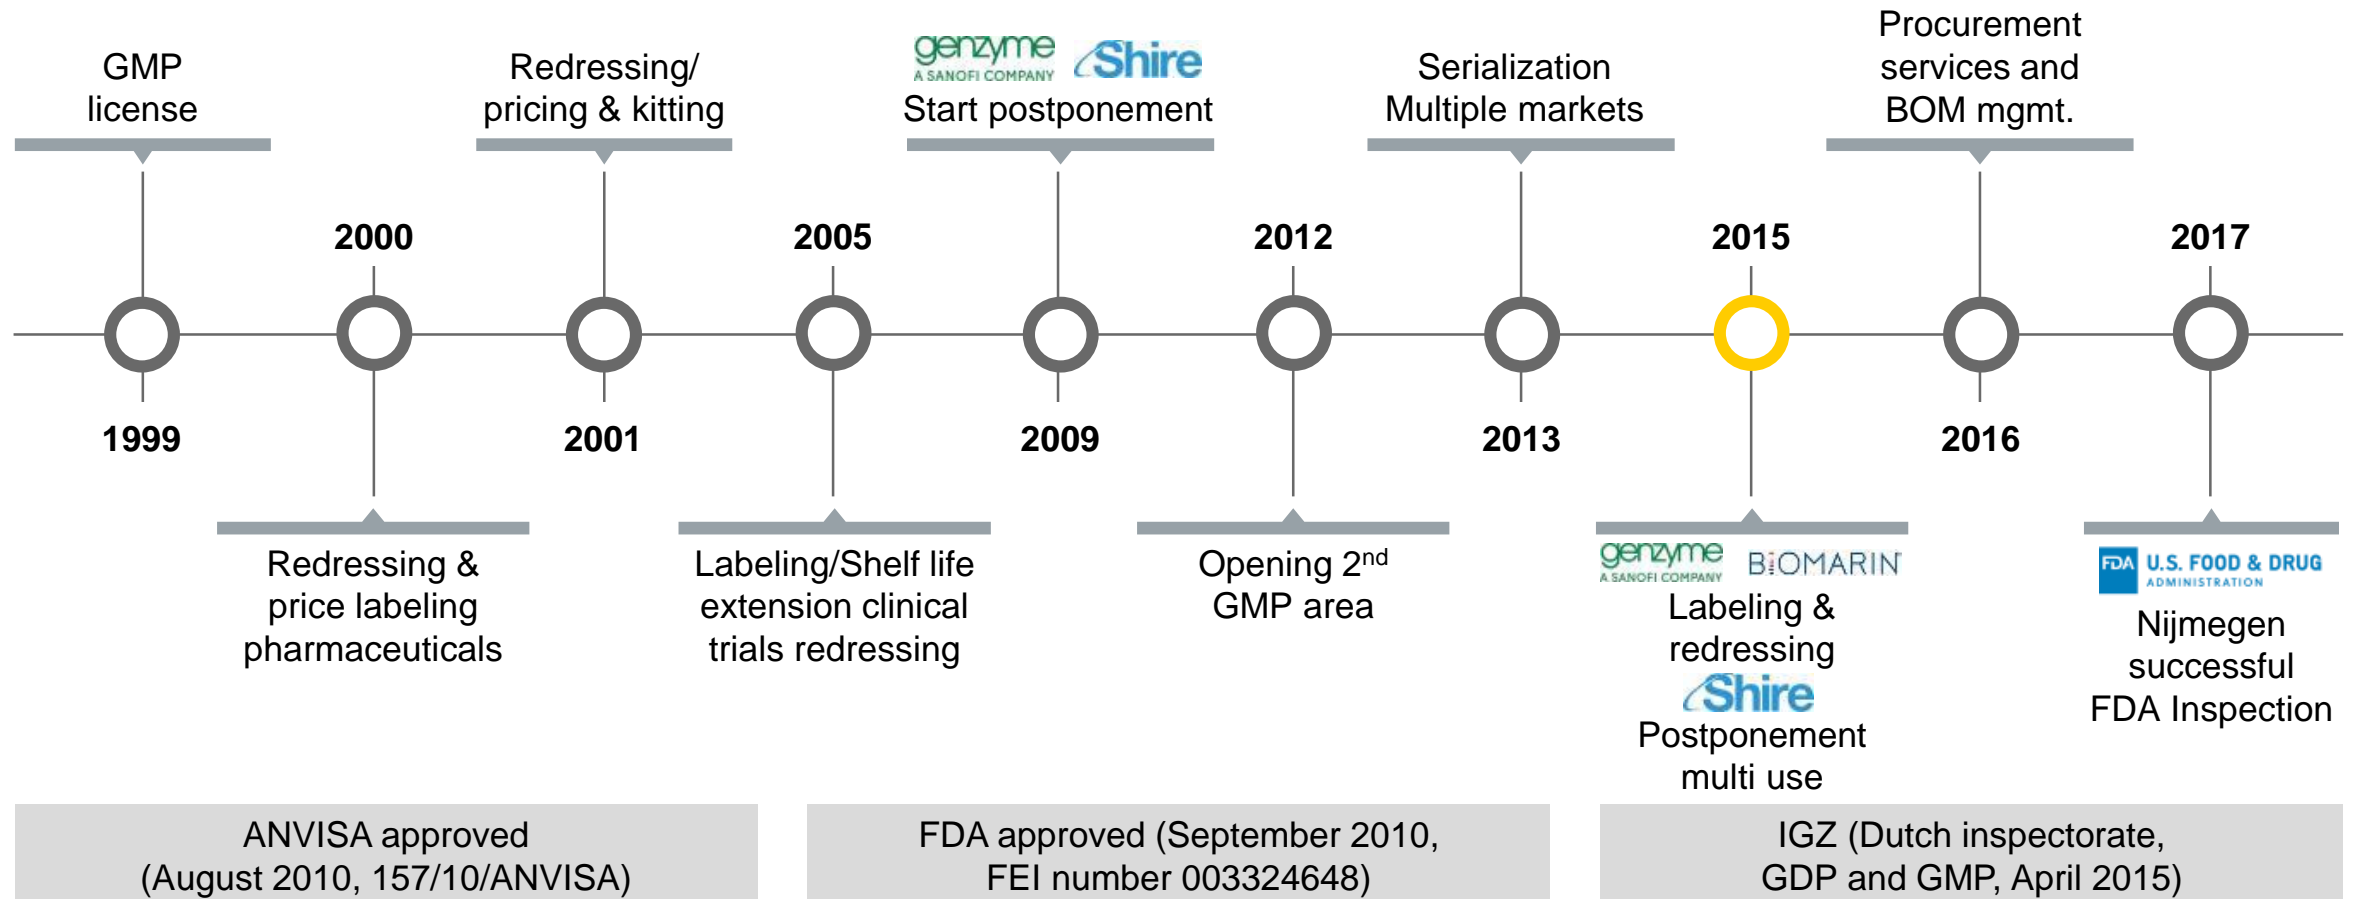 GMP
license
1999
2000
Redressing &
price labeling
pharmaceuticals
Redressing/
pricing & kitting
2001
2005
Labeling/Shelf life
extension clinical
trials redressing
genzyme
A SANOFI COMPANY
Shire
Start postponement
2009
2012
Opening 2nd
GMP area
Serialization
Multiple markets
2013
2015
genzyme
A SANOFI COMPANY
BIOMARIN
Labeling &
redressing
Shire
Postponement
multi use
Procurement
services and
BOM mgmt.
2016
2017
FDA
U.S. FOOD & DRUG
ADMINISTRATION
Nijmegen
successful
FDA Inspection
ANVISA approved
(August 2010, 157/10/ANVISA)
FDA approved (September 2010,
FEI number 003324648)
IGZ (Dutch inspectorate,
GDP and GMP, April 2015)